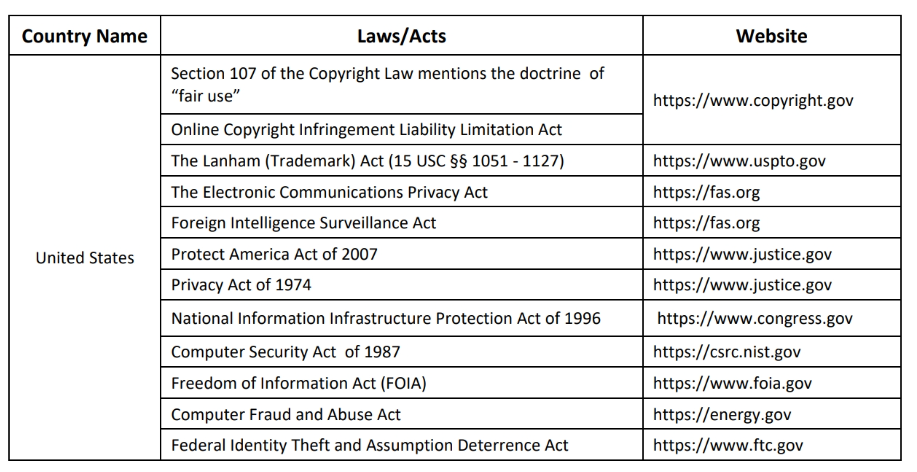 Country Name Laws/Acts Website
Section 107 of the Copyright Law mentions the doctrine of
“fair use”
https://www.copyright.gov
Online Copyright Infringement Liability Limitation Act
The Lanham (Trademark) Act (15 USC §§ 1051 - 1127) https://www.uspto.gov
The Electronic Communications Privacy Act https://fas.org
Foreign Intelligence Surveillance Act https://fas.org
United States
Protect America Act of 2007 https://www.justice.gov
Privacy Act of 1974 https://www.justice.gov
National Information Infrastructure Protection Act of 1996 https://www.congress.gov
Computer Security Act of 1987 https://csrc.nist.gov
Freedom of Information Act (FOIA) https://www.foia.gov
Computer Fraud and Abuse Act https://energy.gov
Federal Identity Theft and Assumption Deterrence Act https://www.ftc.gov